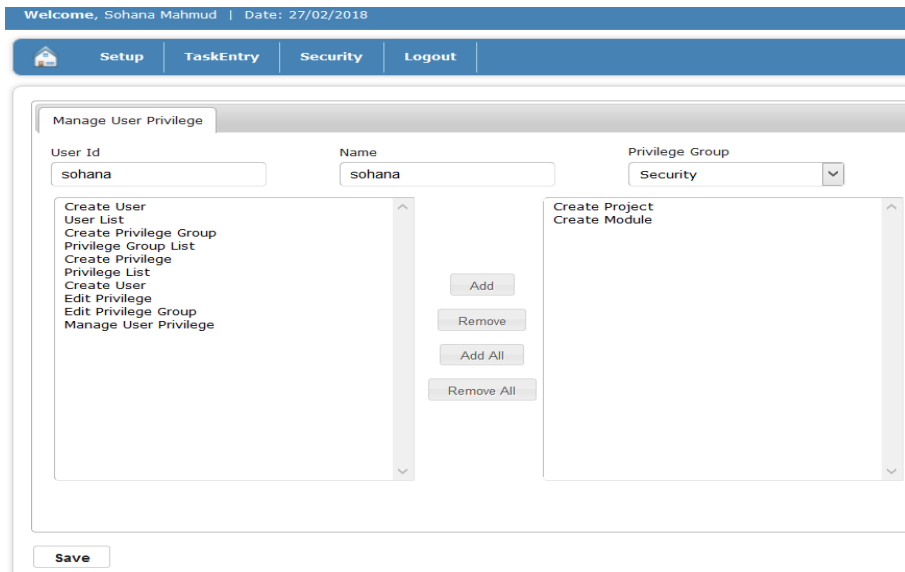 Welcome, Sohana Mahmud | Date: 27/02/2018
Setup TaskEntry Security Logout
Manage User Privilege
User Id Name Privilege Group
sohana sohana Security
Create User
User List
Create Privilege Group
Privilege Group List
Create Privilege
Privilege List
Create User
Edit Privilege
Edit Privilege Group
Manage User Privilege
Add
Remove
Add All
Remove All
Create Project
Create Module
Save